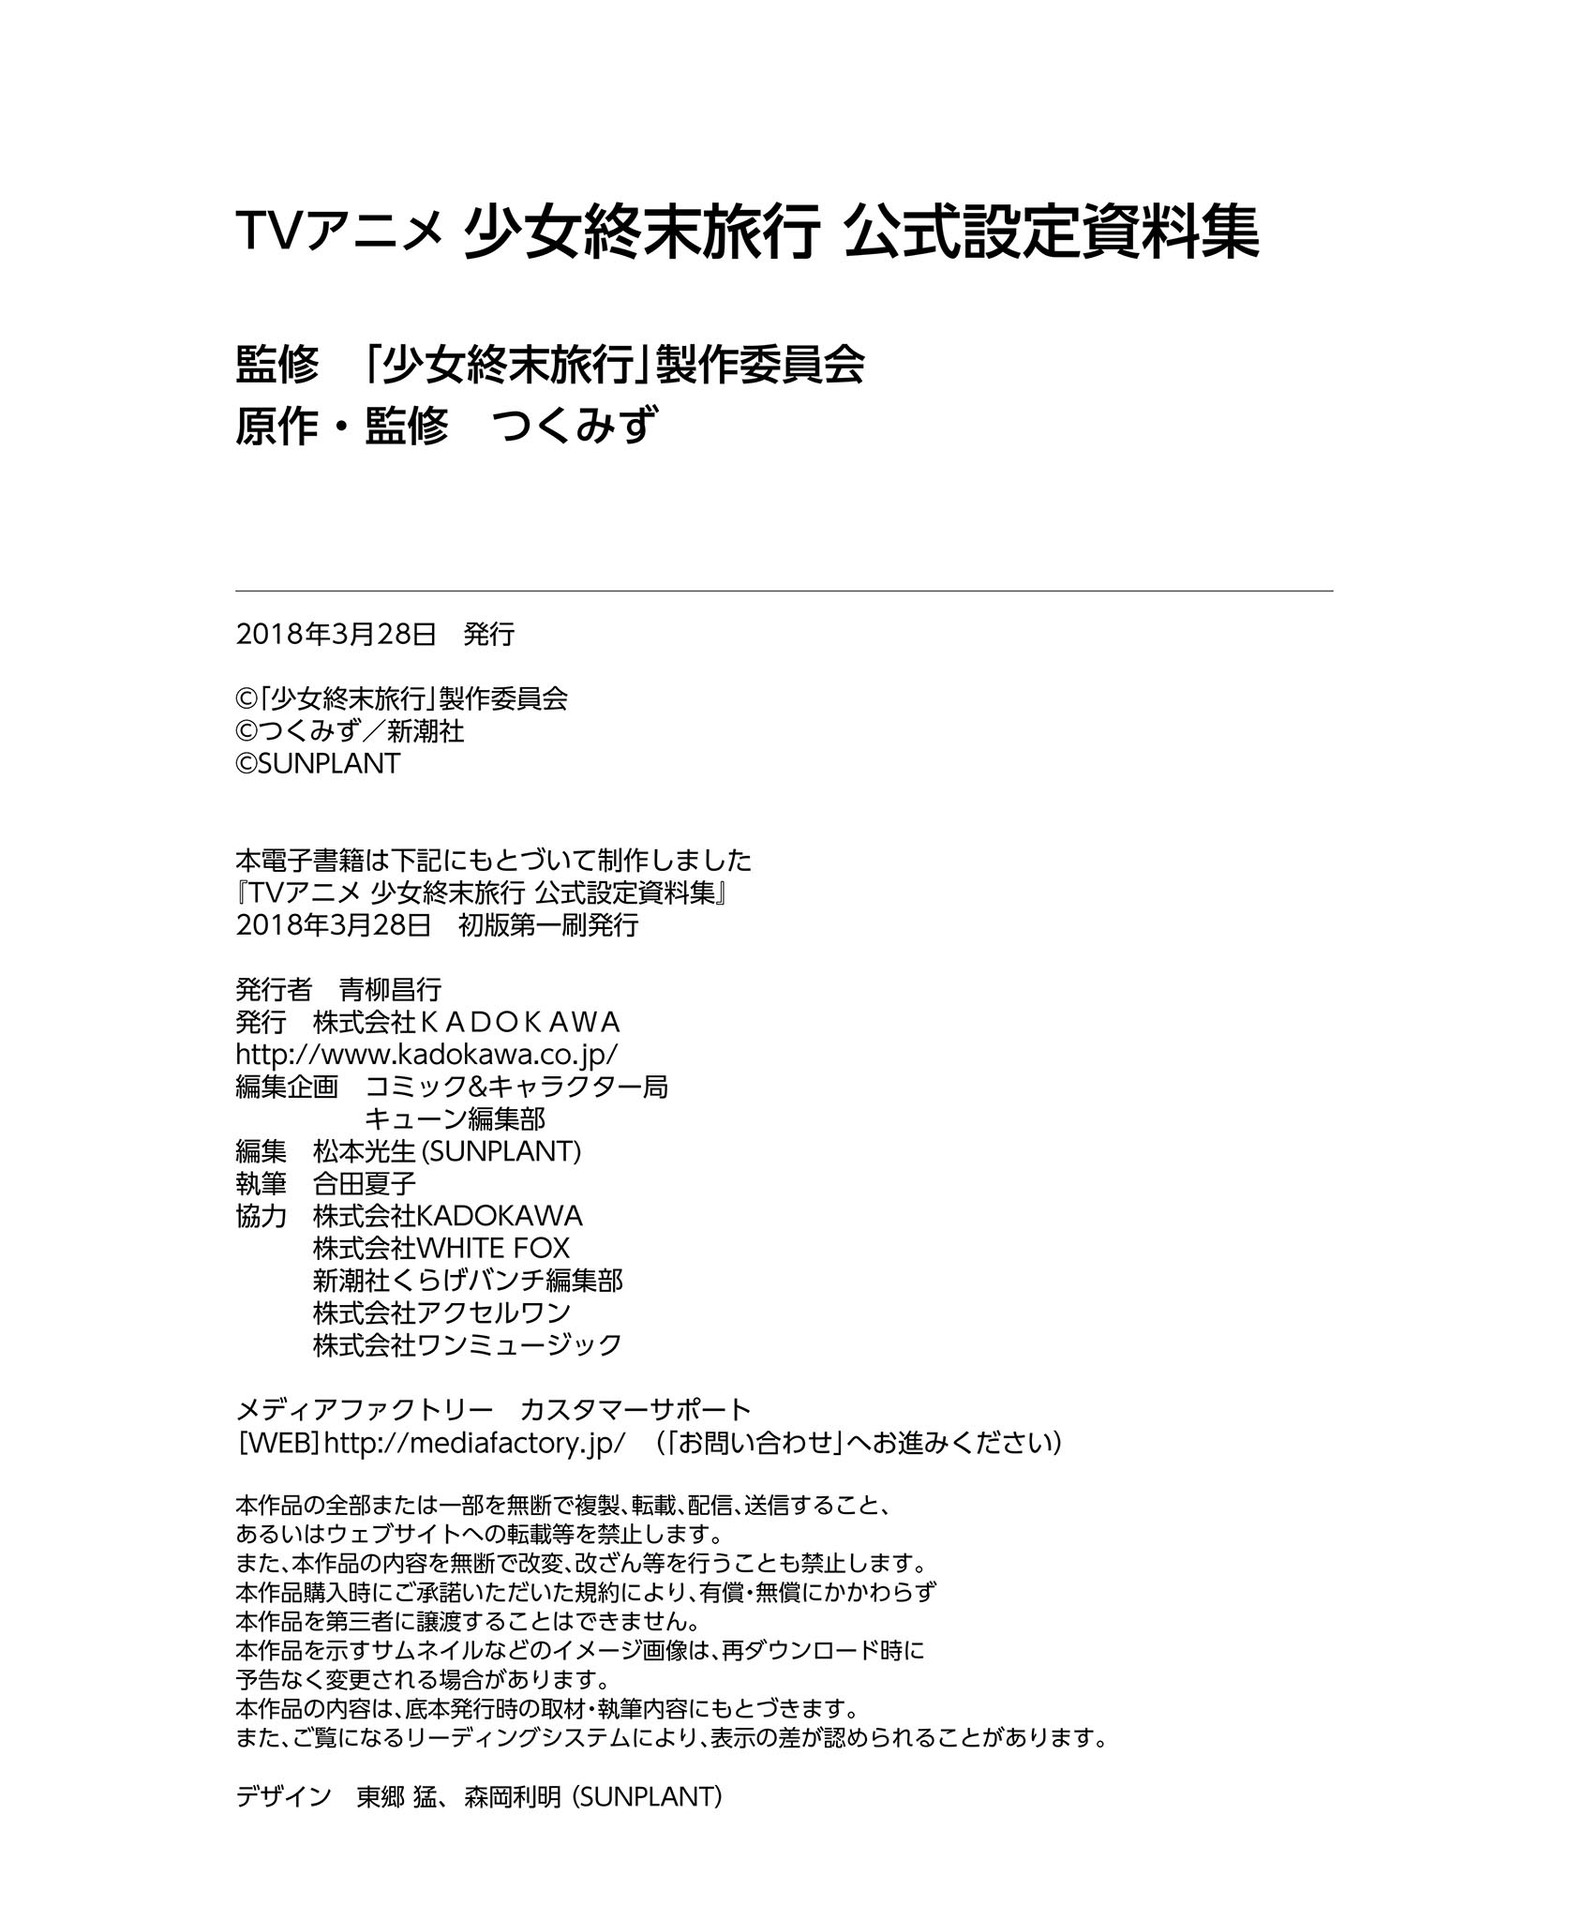 TVアニメ 少女終末旅行 公式設定資料集
監修　「少女終末旅行」製作委員会
原作・監修　つくみず
2018年3月28日　発行
©「少女終末旅行」製作委員会
©つくみず／新潮社
©SUNPLANT
本電子書籍は下記にもとづいて制作しました
『TVアニメ 少女終末旅行 公式設定資料集』
2018年3月28日　初版第一刷発行
発行者　青柳昌行
発行　株式会社ＫＡＤＯＫＡＷＡ
http://www.kadokawa.co.jp/
編集企画　コミック&キャラクター局
キューン編集部
編集　松本光生(SUNPLANT)
執筆　合田夏子
協力　株式会社KADOKAWA
株式会社WHITE FOX
新潮社くらげバンチ編集部
株式会社アクセルワン
株式会社ワンミュージック
メディアファクトリー　カスタマーサポート
［WEB］http://mediafactory.jp/　（「お問い合わせ」へお進みください）
本作品の全部または一部を無断で複製、転載、配信、送信すること、
あるいはウェブサイトへの転載等を禁止します。
また、本作品の内容を無断で改変、改ざん等を行うことも禁止します。
本作品購入時にご承諾いただいた規約により、有償・無償にかかわらず
本作品を第三者に譲渡することはできません。
本作品を示すサムネイルなどのイメージ画像は、再ダウンロード時に
予告なく変更される場合があります。
本作品の内容は、底本発行時の取材・執筆内容にもとづきます。
また、ご覧になるリーディングシステムにより、表示の差が認められることがあります。
デザイン　東郷 猛、森岡利明（SUNPLANT）